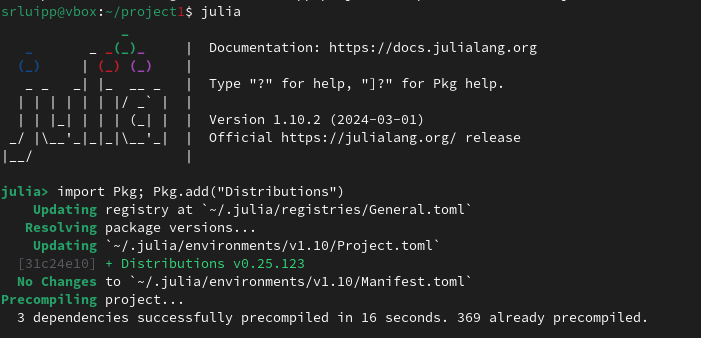 srluipp@vbox:~/project1$ julia
               _
   _       _ _(_)_     |  Documentation: https://docs.julialang.org
  (_)     | (_) (_)    |
   _ _   _| |_  __ _   |  Type "?" for help, "]?" for Pkg help.
  | | | | | | |/ _` |  |
  | | |_| | | | (_| |  |  Version 1.10.2 (2024-03-01)
 _/ |\__'_|_|_|\__'_|  |  Official https://julialang.org/ release
|__/                   |
julia> import Pkg; Pkg.add("Distributions")
    Updating registry at `~/.julia/registries/General.toml`
   Resolving package versions...
    Updating `~/.julia/environments/v1.10/Project.toml`
  [31c24e10] + Distributions v0.25.123
  No Changes to `~/.julia/environments/v1.10/Manifest.toml`
Precompiling project...
  3 dependencies successfully precompiled in 16 seconds. 369 already precompiled.